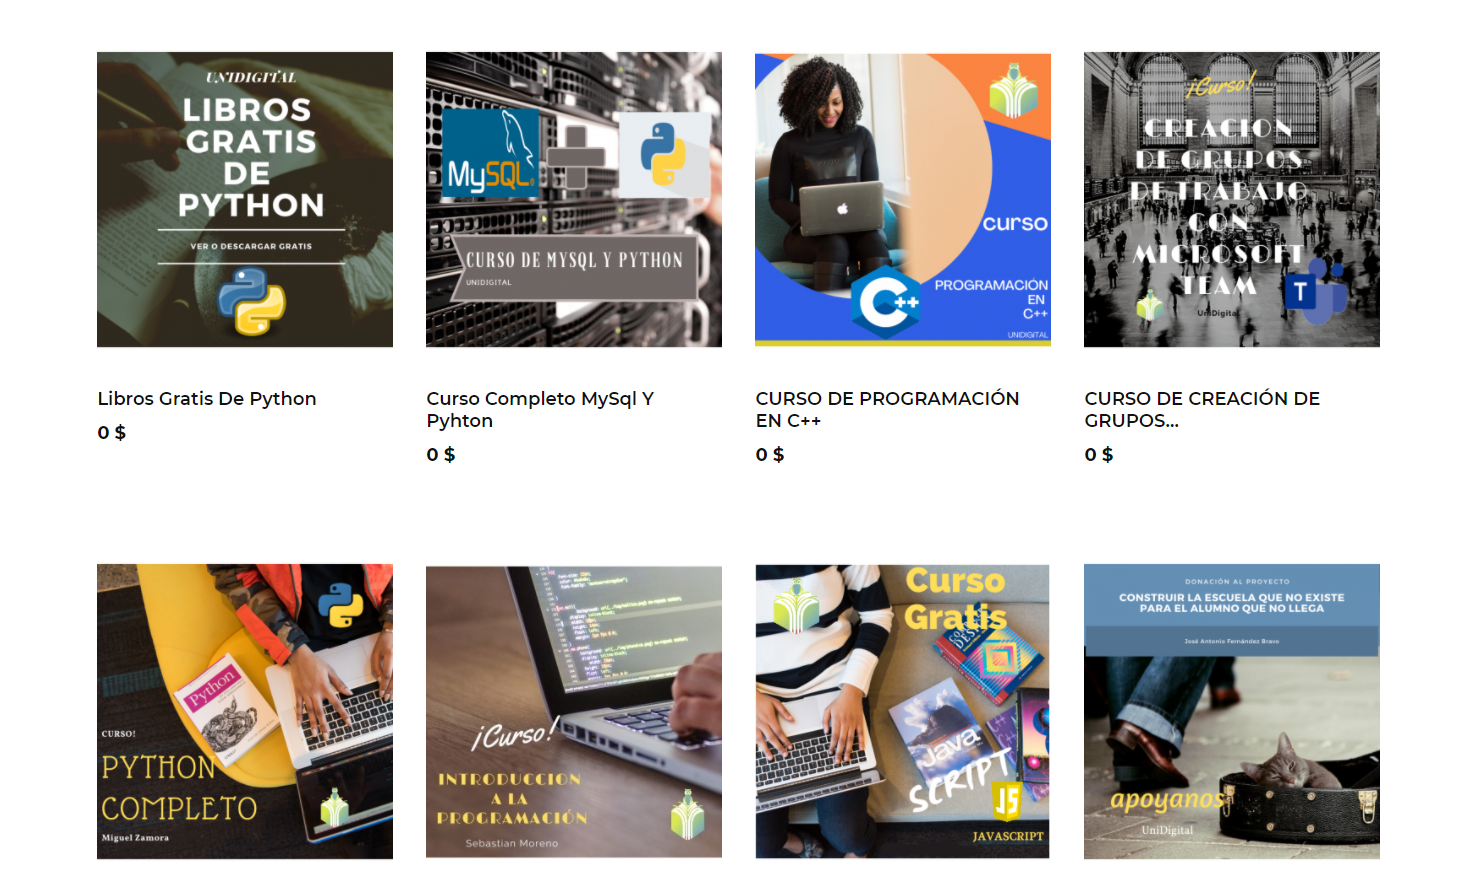 UNIDIGITAL
LIBROS
GRATIS
DE
PYTHON
VER O DESCARGAR GRATIS
MySQL
CURSO DE MYSQL Y PYTHON
UNIDIGITAL
curso
C++
PROGRAMACIÓN
EN
C++
UNIDIGITAL
¡Curso!
CREACION
DE GRUPOS
DE TRABAJO
CON
MICROSOFT
TEAM
T
UniDigital
Libros Gratis De Python
0 $
Curso Completo MySql Y
Pyhton
0 $
CURSO DE PROGRAMACIÓN
EN C++
0 $
CURSO DE CREACIÓN DE
GRUPOS...
0 $
Python
CURSO!
PYTHON
COMPLETO
Miguel Zamora
¡Curso!
INTRODUCCION
A LA
PROGRAMACIÓN
Sebastian Moreno
Curso
Gratis
Java
SCRIPT
JS
JAVASCRIPT
DONACIÓN AL PROYECTO
CONSTRUIR LA ESCUELA QUE NO EXISTE
PARA EL ALUMNO QUE NO LLEGA
José Antonio Fernández Bravo
apoyanos
UniDigital